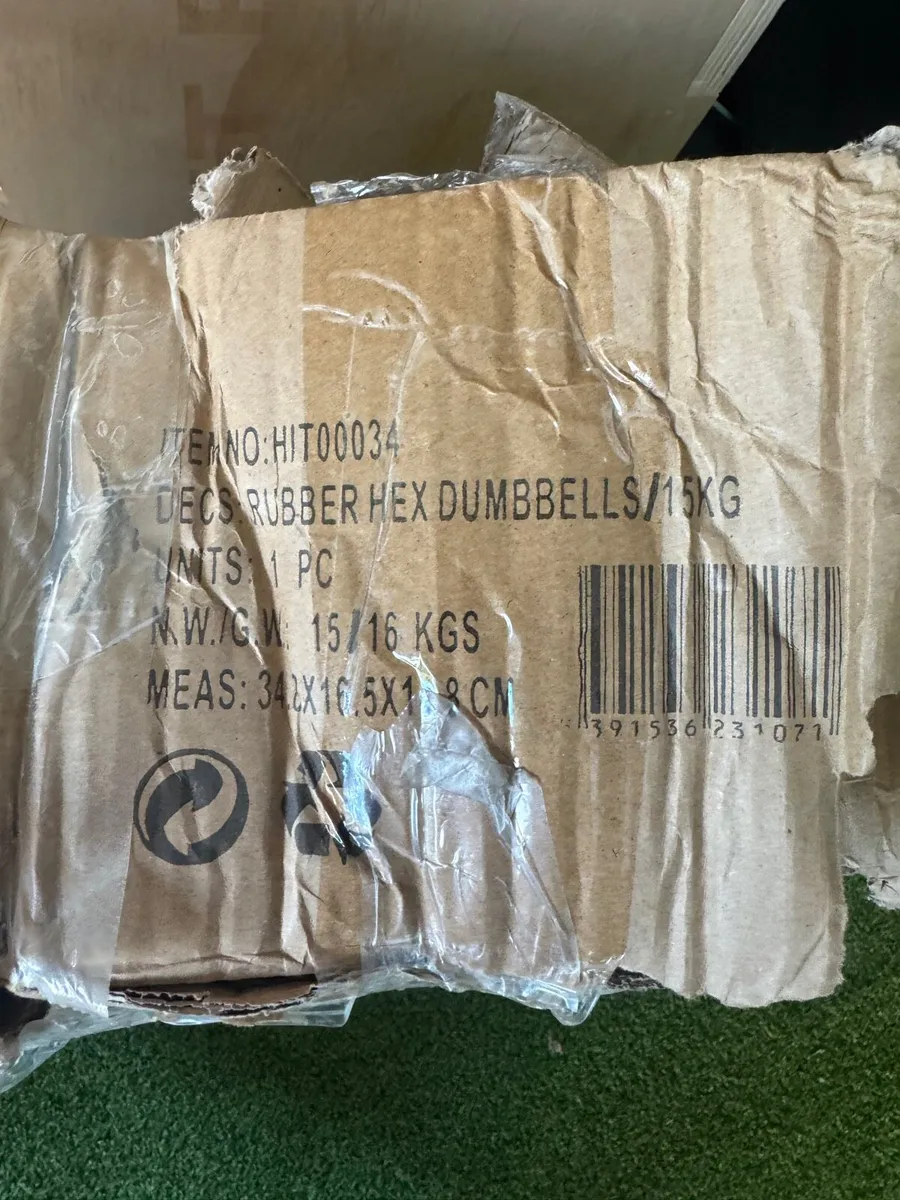 ITEM NO:HIT00034
DECS: RUBBER HEX DUMBBELLS/15KG
UNITS: 1 PC
N.W./G.W: 15/16 KGS
MEAS: CM
391536 231071